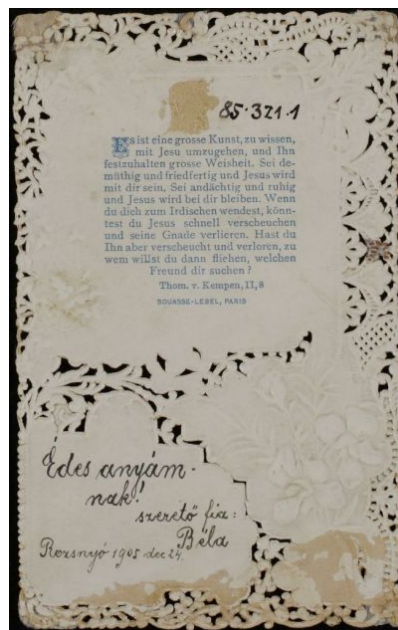 85.321.1
Es ist eine grosse Kunst, zu wissen,
mit Jesu umzugehen, und Ihn
festzuhalten grosse Weisheit. Sei de-
müthig und friedfertig und Jesus wird
mit dir sein. Sei andächtig und ruhig
und Jesus wird bei dir bleiben. Wenn
du dich zum Irdischen wendest, könn-
test du Jesus schnell verscheuchen
und seine Gnade verlieren. Hast du
Ihn aber verscheucht und verloren, zu
wem willst du dann fliehen, welchen
Freund dir suchen?
Thom. v. Kempen, II, 8
BOUASSE-LEBEL, PARIS
Édes anyám-
nak!
szerető fia:
Béla
Rozsnyó 1905 dec 24.